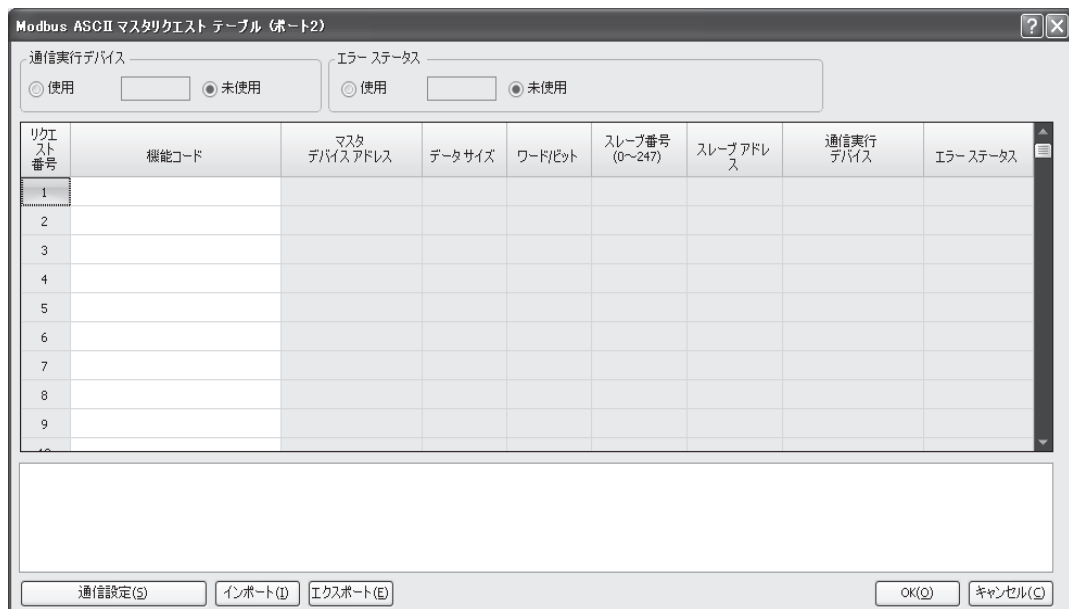 Modbus ASCII マスタリクエスト テーブル (ポート2)
通信実行デバイス
エラー ステータス
使用
未使用
使用
未使用
リクエ
スト
番号
機能コード
マスタ
デバイス アドレス
データ サイズ
ワード/ビット
スレーブ番号
(0~247)
スレーブ アドレ
ス
通信実行
デバイス
エラー ステータス
1
2
3
4
5
6
7
8
9
通信設定(S)
インポート(I)
エクスポート(E)
OK(O)
キャンセル(C)